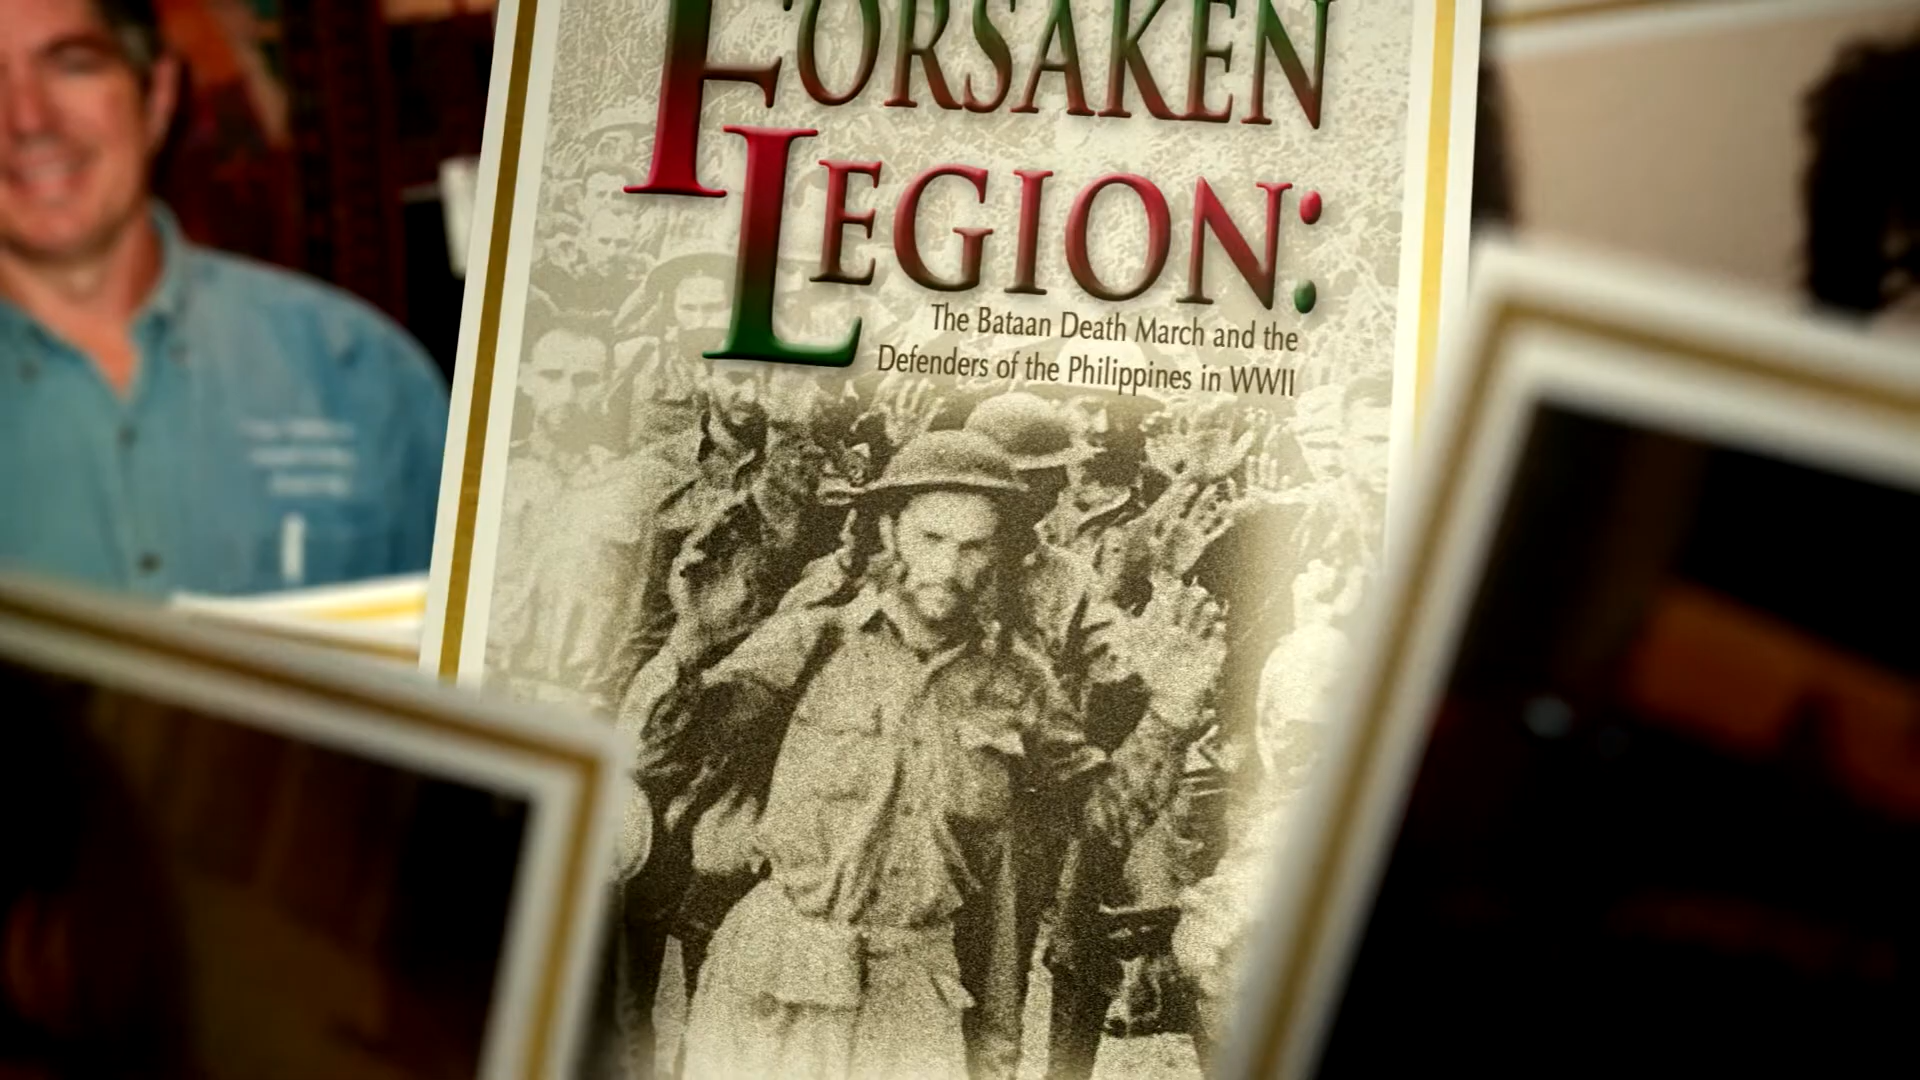 FORSAKEN
LEGION:
The Bataan Death March and the
Defenders of the Philippines in WWII